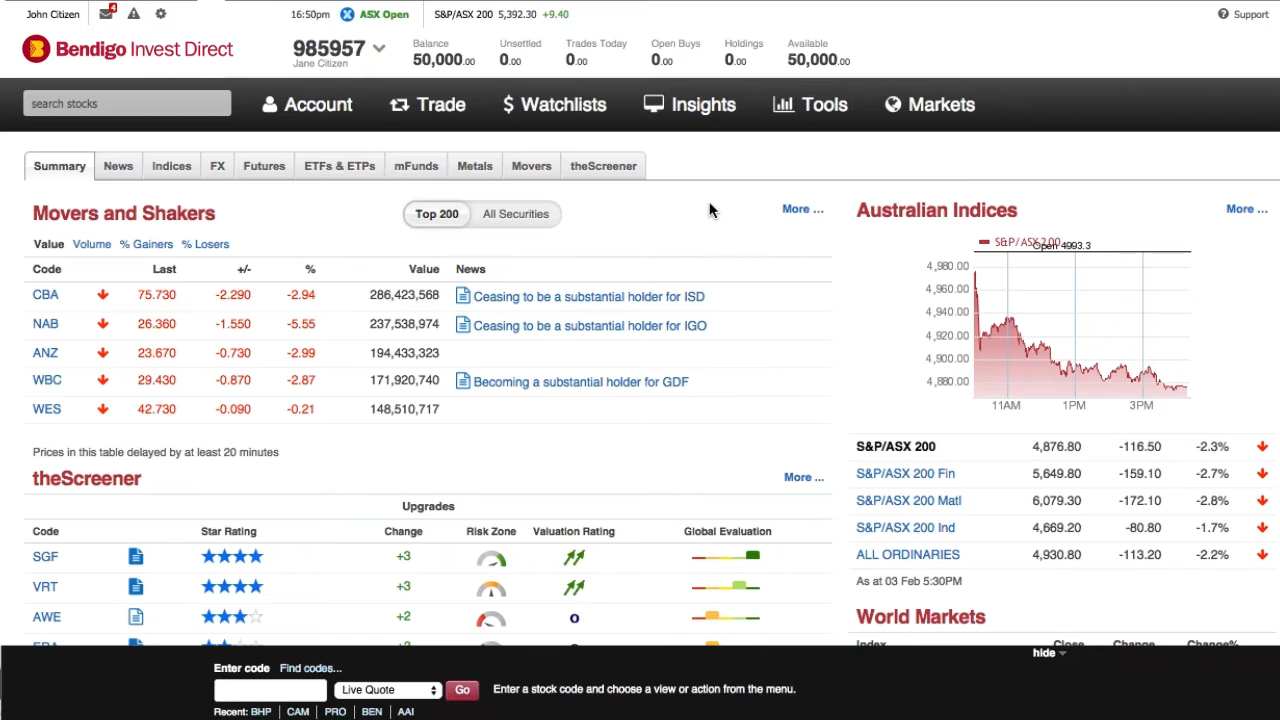 John Citizen 4 16:50pm ASX Open S&P/ASX 200 5,392.30 +9.40 Support
Bendigo Invest Direct 985957 Jane Citizen
Balance Unsettled Trades Today Open Buys Holdings Available
50,000.00 0.00 0.00 0.00 0.00 50,000.00
search stocks Account Trade $ Watchlists Insights Tools Markets
Summary News Indices FX Futures ETFs & ETPs mFunds Metals Movers theScreener
Movers and Shakers Top 200 All Securities More ...
Value Volume % Gainers % Losers
Code Last +/- % Value News
CBA 75.730 -2.290 -2.94 286,423,568 Ceasing to be a substantial holder for ISD
NAB 26.360 -1.550 -5.55 237,538,974 Ceasing to be a substantial holder for IGO
ANZ 23.670 -0.730 -2.99 194,433,323
WBC 29.430 -0.870 -2.87 171,920,740 Becoming a substantial holder for GDF
WES 42.730 -0.090 -0.21 148,510,717
Prices in this table delayed by at least 20 minutes
theScreener More ...
Upgrades
Code Star Rating Change Risk Zone Valuation Rating Global Evaluation
SGF +3
VRT +3
AWE +2 o
Australian Indices More ...
S&P/ASX 200
Open 4993.3
4,980.00
4,960.00
4,940.00
4,920.00
4,900.00
4,880.00
11AM 1PM 3PM
S&P/ASX 200 4,876.80 -116.50 -2.3%
S&P/ASX 200 Fin 5,649.80 -159.10 -2.7%
S&P/ASX 200 Matl 6,079.30 -172.10 -2.8%
S&P/ASX 200 Ind 4,669.20 -80.80 -1.7%
ALL ORDINARIES 4,930.80 -113.20 -2.2%
As at 03 Feb 5:30PM
World Markets
Index Close Change Change%
hide
Enter code Find codes...
Live Quote Go Enter a stock code and choose a view or action from the menu.
Recent: BHP CAM PRO BEN AAI